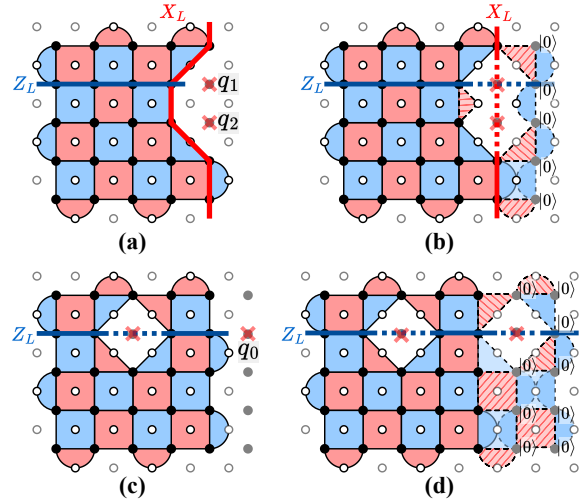 X_L
Z_L
q_1
q_2
(a)
X_L
|0⟩
Z_L
|0⟩
|0⟩
|0⟩
|0⟩
(b)
Z_L
q_0
(c)
|0⟩ |0⟩
Z_L
|0⟩
|0⟩ |0⟩
|0⟩ |0⟩
|0⟩ |0⟩
(d)